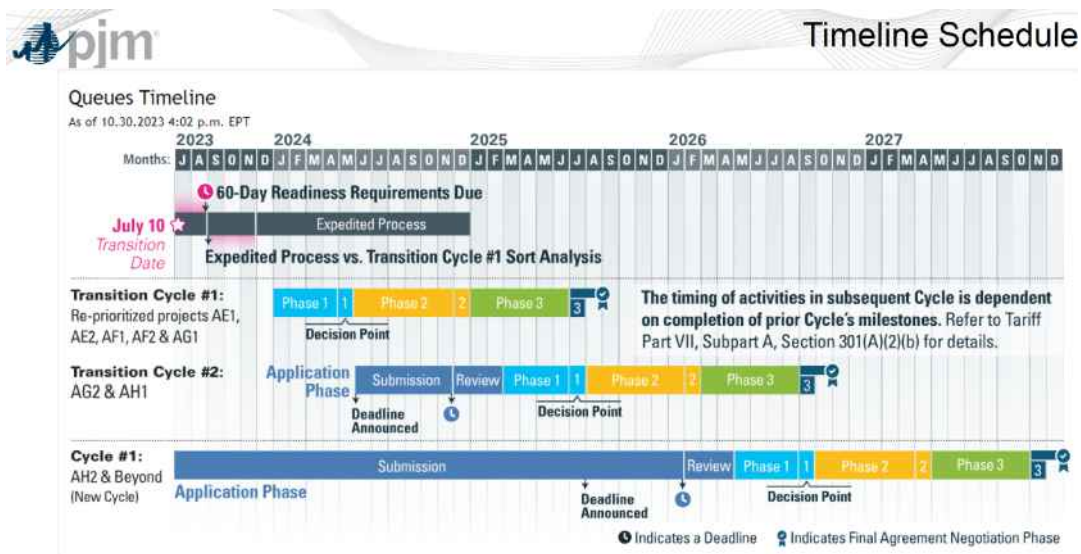 pjm
Timeline Schedule
Queues Timeline
As of 10.30.2023 4:02 p.m. EPT
2023 2024 2025 2026 2027
Months: J A S O N D J F M A M J J A S O N D J F M A M J J A S O N D J F M A M J J A S O N D J F M A M J J A S O N D
60-Day Readiness Requirements Due
July 10 Expedited Process
Transition
Date
Expedited Process vs. Transition Cycle #1 Sort Analysis
Transition Cycle #1:
Re-prioritized projects AE1,
AE2, AF1, AF2 & AG1
Phase 1 1 Phase 2 2 Phase 3 3
Decision Point
The timing of activities in subsequent Cycle is dependent
on completion of prior Cycle's milestones. Refer to Tariff
Part VII, Subpart A, Section 301(A)(2)(b) for details.
Transition Cycle #2:
AG2 & AH1
Application
Phase
Submission Review Phase 1 1 Phase 2 2 Phase 3 3
Deadline
Announced
Decision Point
Cycle #1:
AH2 & Beyond
(New Cycle)
Submission Review Phase 1 1 Phase 2 2 Phase 3 3
Application Phase
Deadline
Announced
Decision Point
Indicates a Deadline
Indicates Final Agreement Negotiation Phase